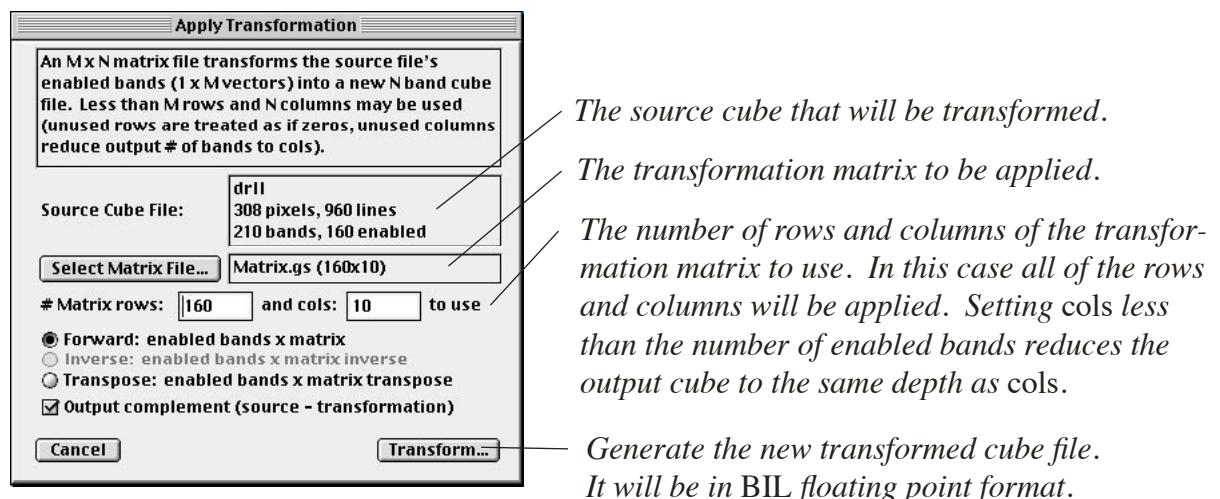 Apply Transformation
An M x N matrix file transforms the source file's
enabled bands (1 x M vectors) into a new N band cube
file. Less than M rows and N columns may be used
(unused rows are treated as if zeros, unused columns
reduce output # of bands to cols).
Source Cube File:
drll
308 pixels, 960 lines
210 bands, 160 enabled
Select Matrix File...
Matrix.gs (160x10)
# Matrix rows: 160 and cols: 10 to use
Forward: enabled bands x matrix
Inverse: enabled bands x matrix inverse
Transpose: enabled bands x matrix transpose
Output complement (source - transformation)
Cancel
Transform...
The source cube that will be transformed.
The transformation matrix to be applied.
The number of rows and columns of the transfor-
mation matrix to use. In this case all of the rows
and columns will be applied. Setting cols less
than the number of enabled bands reduces the
output cube to the same depth as cols.
Generate the new transformed cube file.
It will be in BIL floating point format.